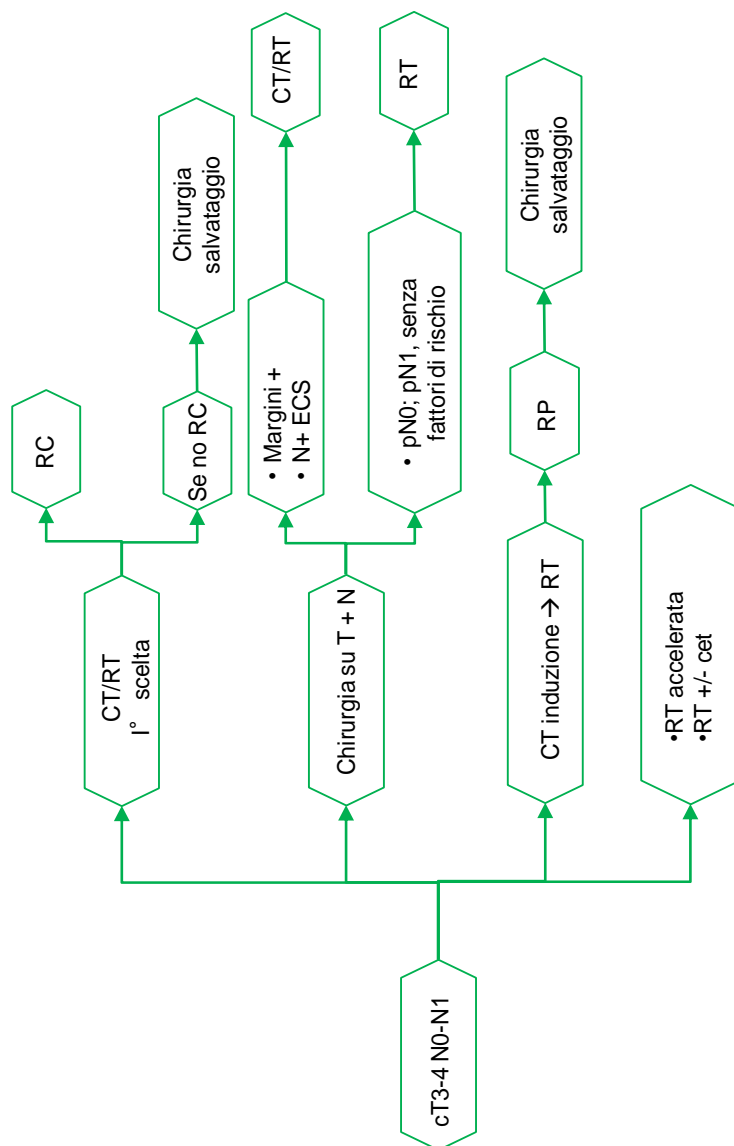 cT3-4 N0-N1
CT/RT
I° scelta
RC
Se no RC
Chirurgia
salvataggio
Chirurgia su T + N
• Margini +
• N+ ECS
CT/RT
• pN0; pN1, senza
fattori di rischio
RT
CT induzione → RT
RP
Chirurgia
salvataggio
•RT accelerata
•RT +/- cet